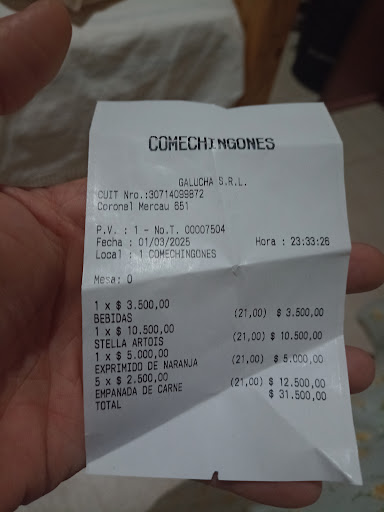 COMECHINGONES
GALUCHA S.R.L.
CUIT Nro.:30714099872
Coronel Mercau 651
P.V. : 1 - No.T. 00007504
Fecha : 01/03/2025 Hora : 23:33:26
Local : 1 COMECHINGONES
Mesa: 0
1 x $ 3.500,00
BEBIDAS (21,00) $ 3.500,00
1 x $ 10.500,00
STELLA ARTOIS (21,00) $ 10.500,00
1 x $ 5.000,00
EXPRIMIDO DE NARANJA (21,00) $ 5.000,00
5 x $ 2.500,00
EMPANADA DE CARNE (21,00) $ 12.500,00
TOTAL $ 31.500,00